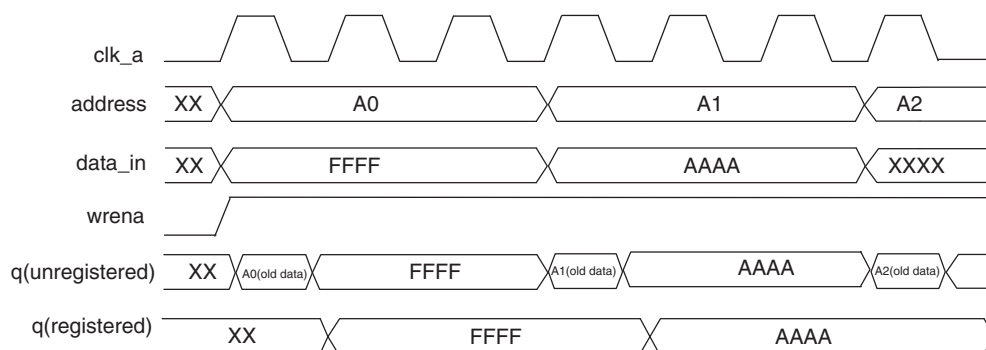 clk_a
address XX A0 A1 A2
data_in XX FFFF AAAA XXXX
wrena
q(unregistered) XX A0(old data) FFFF A1(old data) AAAA A2(old data)
q(registered) XX FFFF AAAA